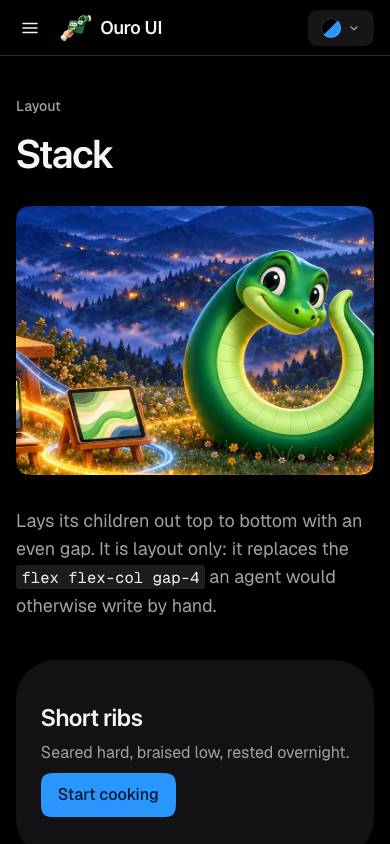 Ouro UI
Layout
Stack
Lays its children out top to bottom with an
even gap. It is layout only: it replaces the
flex flex-col gap-4 an agent would
otherwise write by hand.
Short ribs
Seared hard, braised low, rested overnight.
Start cooking